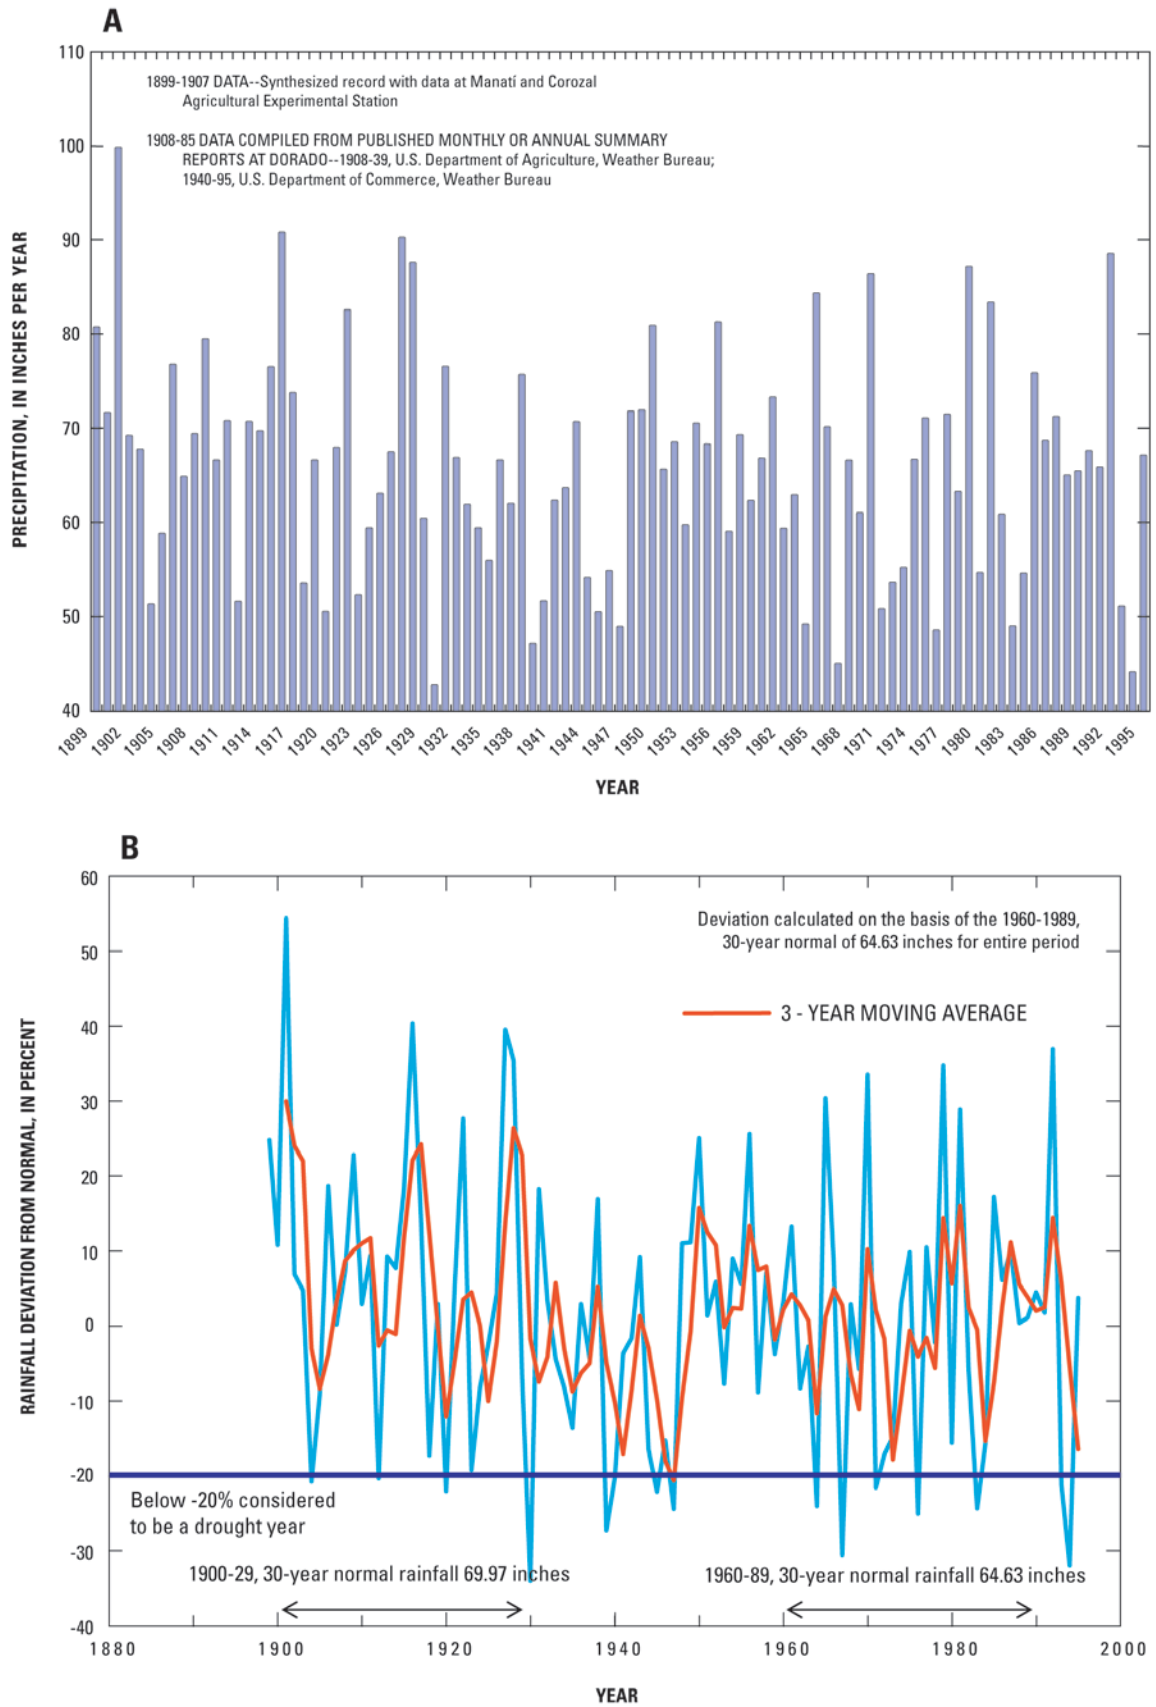 A
110
100
90
80
70
60
50
40
PRECIPITATION, IN INCHES PER YEAR
1899-1907 DATA--Synthesized record with data at Manatí and Corozal
Agricultural Experimental Station
1908-85 DATA COMPILED FROM PUBLISHED MONTHLY OR ANNUAL SUMMARY
REPORTS AT DORADO--1908-39, U.S. Department of Agriculture, Weather Bureau;
1940-95, U.S. Department of Commerce, Weather Bureau
1899 1902 1905 1908 1911 1914 1917 1920 1923 1926 1929 1932 1935 1938 1941 1944 1947 1950 1953 1956 1959 1962 1965 1968 1971 1974 1977 1980 1983 1986 1989 1992 1995
YEAR
B
60
50
40
30
20
10
0
-10
-20
-30
-40
RAINFALL DEVIATION FROM NORMAL, IN PERCENT
Deviation calculated on the basis of the 1960-1989,
30-year normal of 64.63 inches for entire period
3 - YEAR MOVING AVERAGE
Below -20% considered
to be a drought year
1900-29, 30-year normal rainfall 69.97 inches
1960-89, 30-year normal rainfall 64.63 inches
1880 1900 1920 1940 1960 1980 2000
YEAR